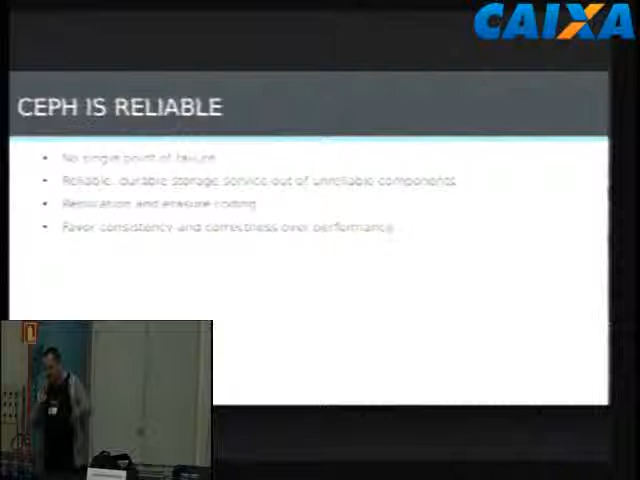 CAIXA
CEPH IS RELIABLE
No single point of failure
Reliable, durable storage service out of unreliable components
Replication and erasure coding
Favor consistency and correctness over performance